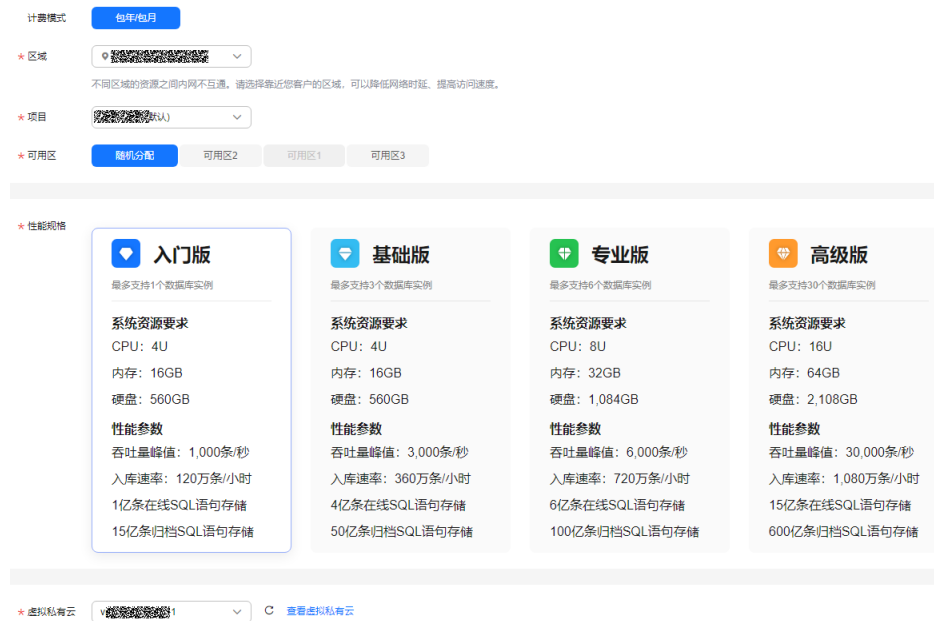 计费模式 包年/包月
* 区域
不同区域的资源之间内网不互通。请选择靠近您客户的区域，可以降低网络时延、提高访问速度。
* 项目 默认)
* 可用区 随机分配 可用区2 可用区1 可用区3
* 性能规格
入门版
最多支持1个数据库实例
系统资源要求
CPU：4U
内存：16GB
硬盘：560GB
性能参数
吞吐量峰值：1,000条/秒
入库速率：120万条/小时
1亿条在线SQL语句存储
15亿条归档SQL语句存储
基础版
最多支持3个数据库实例
系统资源要求
CPU：4U
内存：16GB
硬盘：560GB
性能参数
吞吐量峰值：3,000条/秒
入库速率：360万条/小时
4亿条在线SQL语句存储
50亿条归档SQL语句存储
专业版
最多支持6个数据库实例
系统资源要求
CPU：8U
内存：32GB
硬盘：1,084GB
性能参数
吞吐量峰值：6,000条/秒
入库速率：720万条/小时
6亿条在线SQL语句存储
100亿条归档SQL语句存储
高级版
最多支持30个数据库实例
系统资源要求
CPU：16U
内存：64GB
硬盘：2,108GB
性能参数
吞吐量峰值：30,000条/秒
入库速率：1,080万条/小时
15亿条在线SQL语句存储
600亿条归档SQL语句存储
* 虚拟私有云 查看虚拟私有云